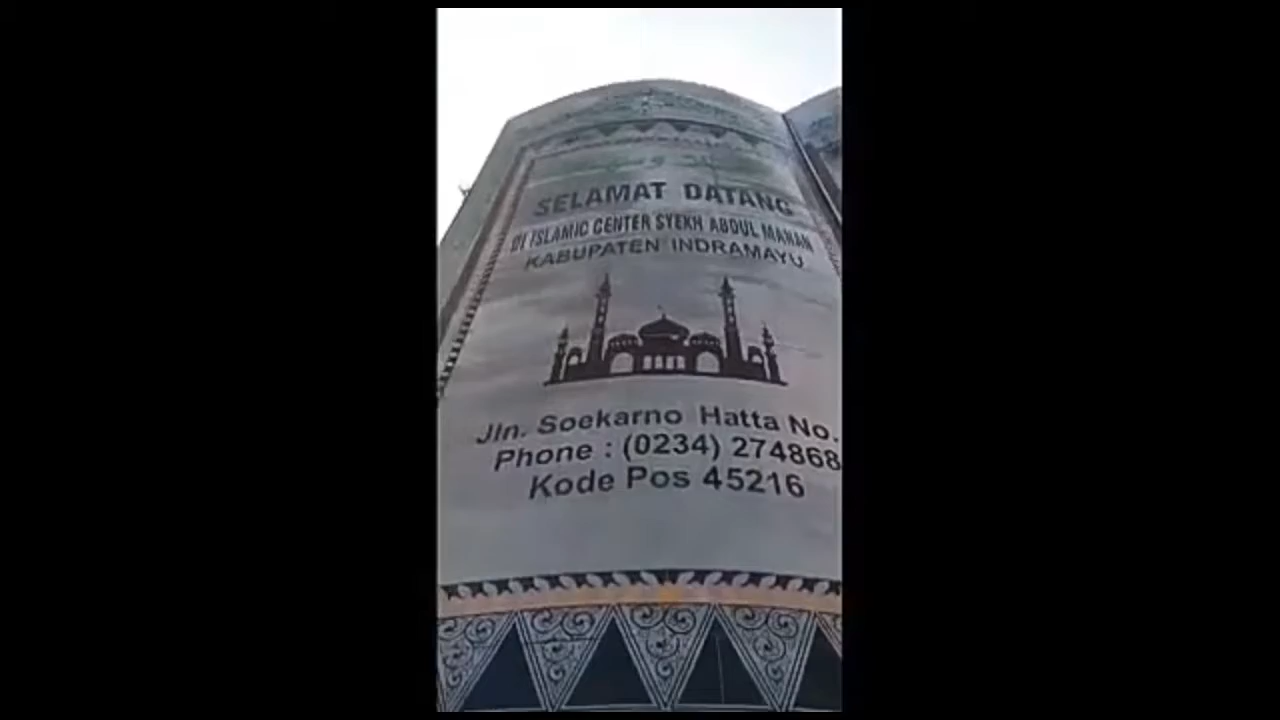 SELAMAT DATANG
DI ISLAMIC CENTER SYEKH ABDUL MANAN
KABUPATEN INDRAMAYU
Jln. Soekarno Hatta No.
Phone : (0234) 274868
Kode Pos 45216